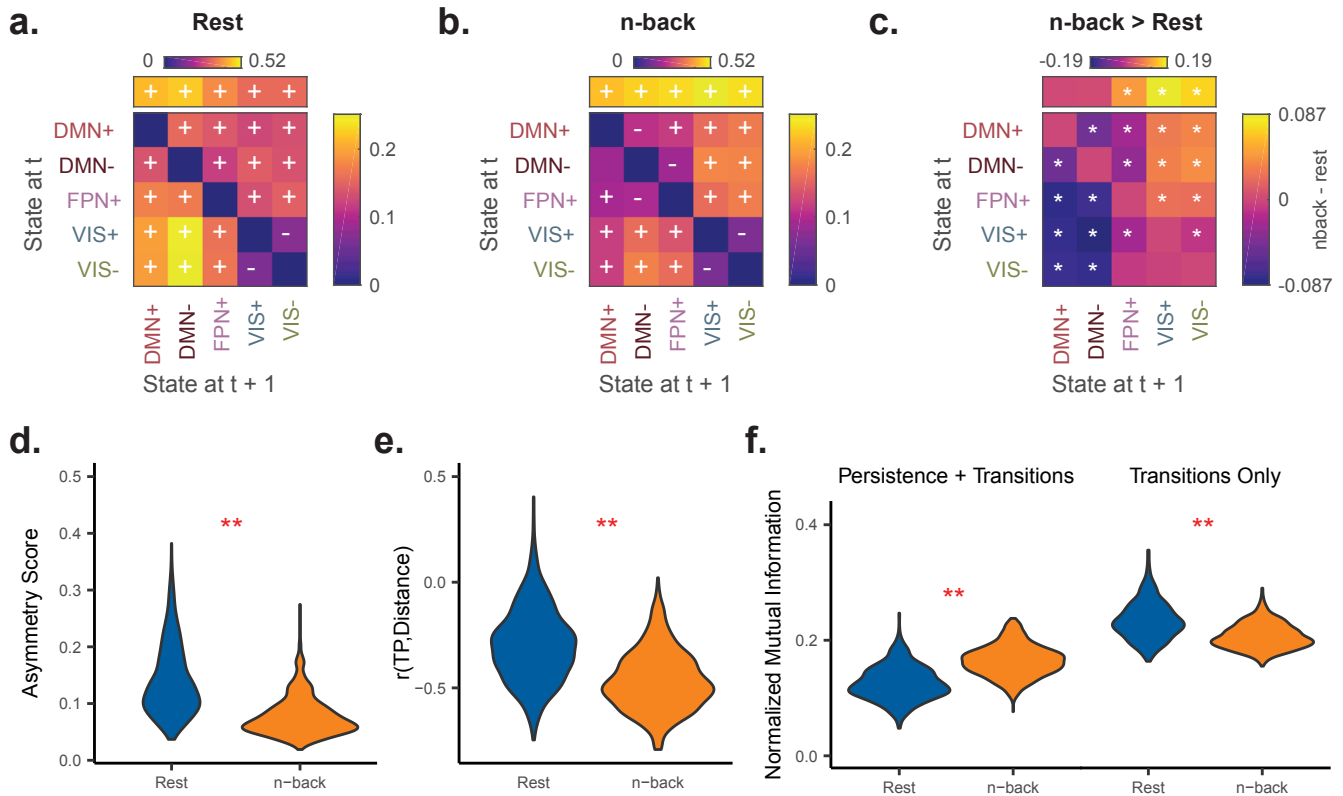 a.
Rest
0
0.52
+ + + + +
DMN+
+ + + +
DMN-
+ + + +
FPN+
+ + + +
VIS+
+ + + -
VIS-
+ + + -
State at t
DMN+
DMN-
FPN+
VIS+
VIS-
State at t + 1
0.2
0.1
0
b.
n-back
0
0.52
+ + + + +
DMN+
- + + +
DMN-
- + +
FPN+
+ - + +
VIS+
+ + + -
VIS-
+ + + -
State at t
DMN+
DMN-
FPN+
VIS+
VIS-
State at t + 1
0.2
0.1
0
c.
n-back > Rest
-0.19
0.19
* * *
DMN+
* * * *
DMN-
* * * *
FPN+
* * * *
VIS+
* * * *
VIS-
* *
State at t
DMN+
DMN-
FPN+
VIS+
VIS-
State at t + 1
0.087
nback - rest
-0.087
d.
0.5
0.4
0.3
0.2
0.1
0.0
Asymmetry Score
**
Rest
n-back
e.
0.5
0.0
-0.5
r(TP,Distance)
**
Rest
n-back
f.
Persistence + Transitions
Transitions Only
0.4
0.2
0.0
Normalized Mutual Information
**
**
Rest
n-back
Rest
n-back